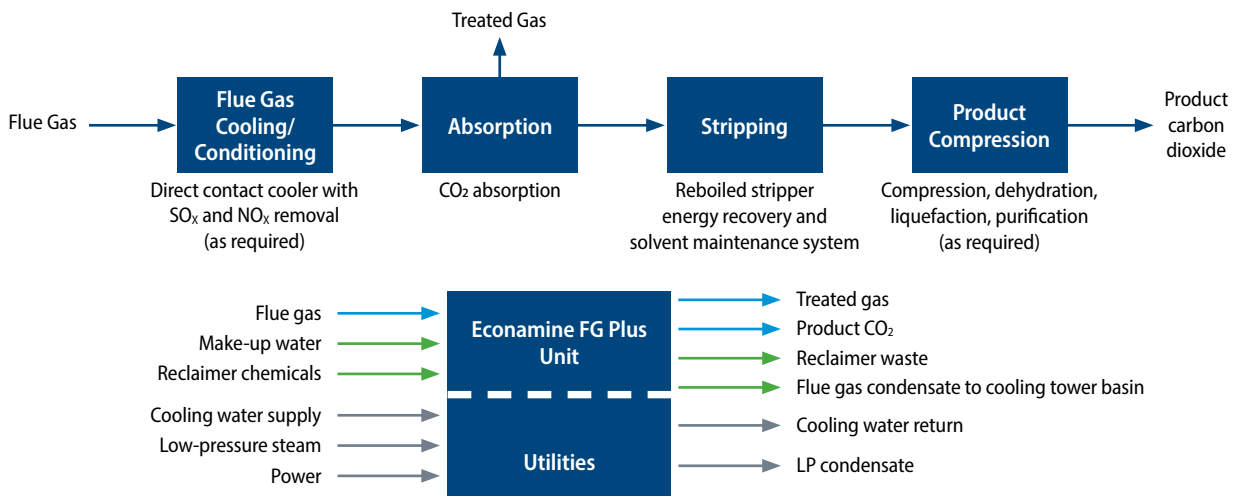 Treated Gas
Flue Gas
Flue Gas
Cooling/
Conditioning
Absorption
Stripping
Product
Compression
Product
carbon
dioxide
Direct contact cooler with
SOₓ and NOₓ removal
(as required)
CO₂ absorption
Reboiled stripper
energy recovery and
solvent maintenance system
Compression, dehydration,
liquefaction, purification
(as required)
Flue gas
Make-up water
Reclaimer chemicals
Cooling water supply
Low-pressure steam
Power
Econamine FG Plus
Unit
Utilities
Treated gas
Product CO₂
Reclaimer waste
Flue gas condensate to cooling tower basin
Cooling water return
LP condensate